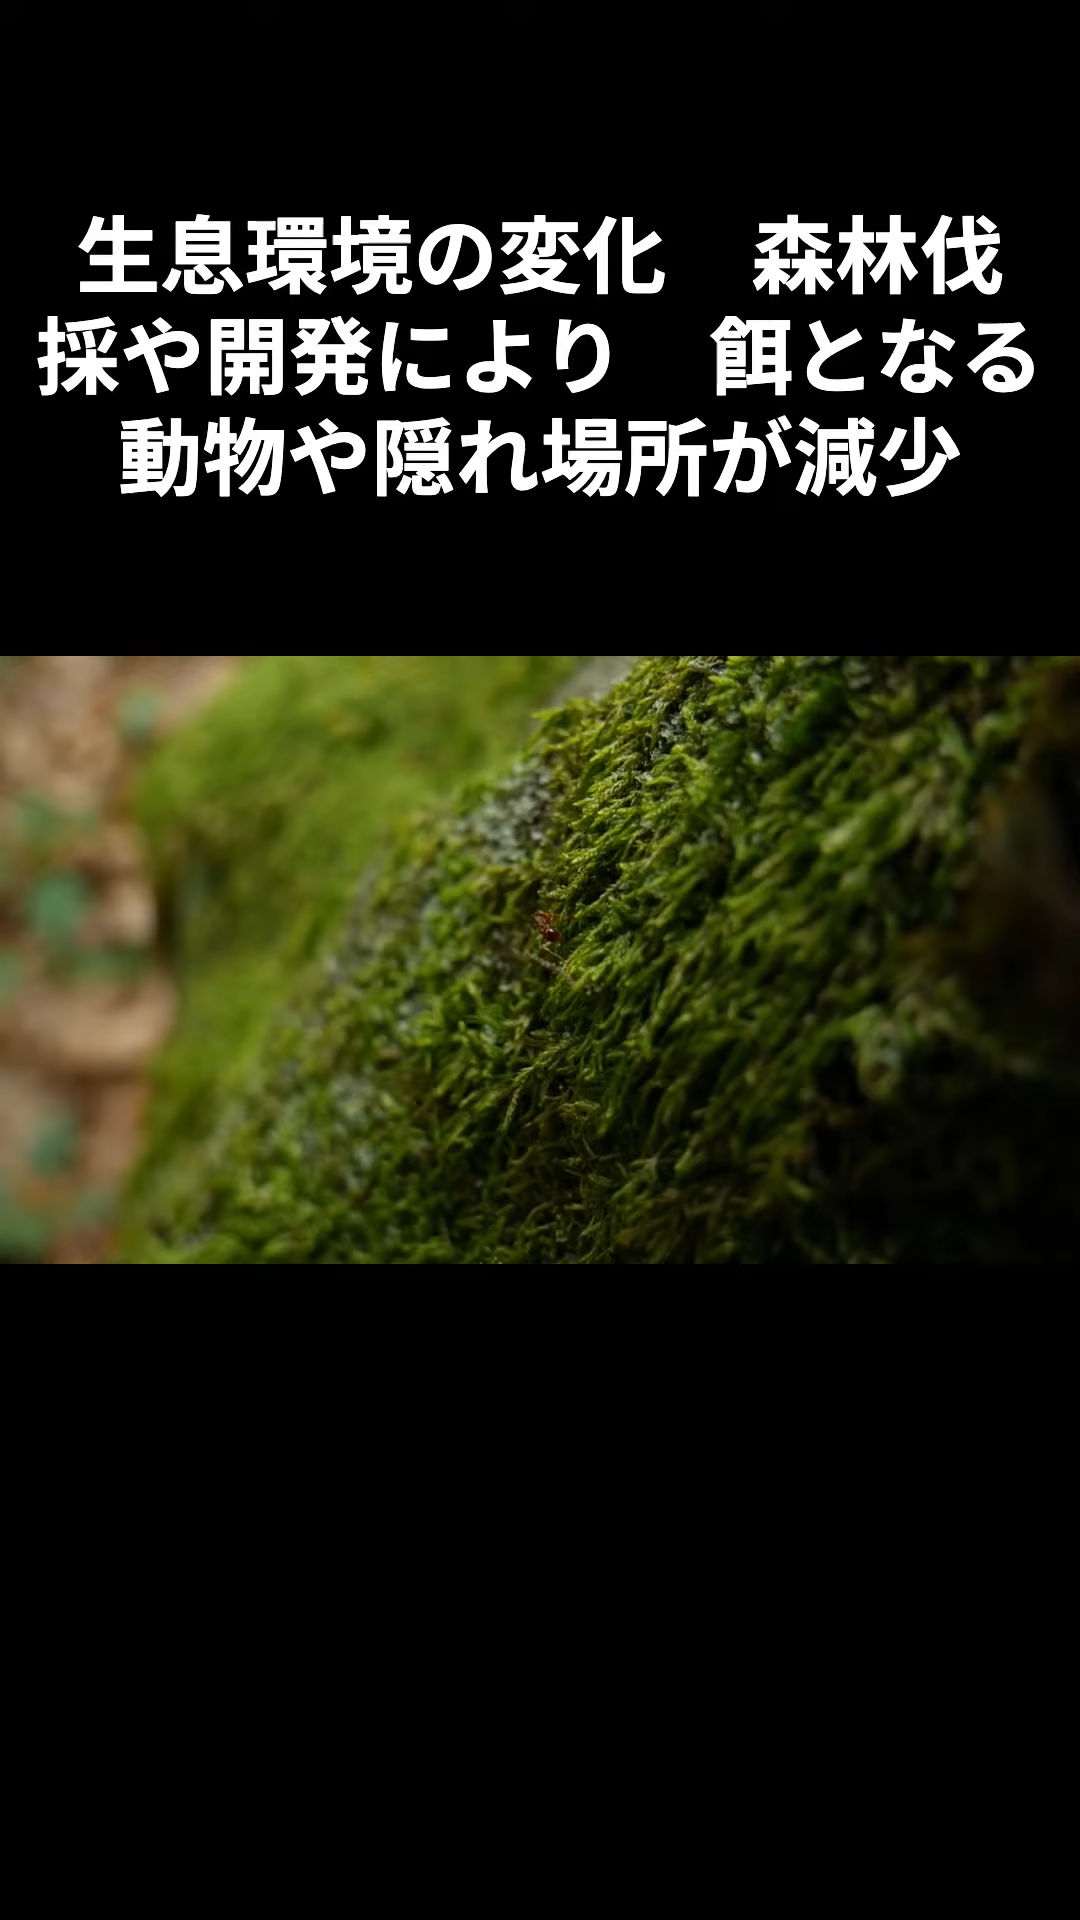 生息環境の変化　森林伐
採や開発により　餌となる
動物や隠れ場所が減少